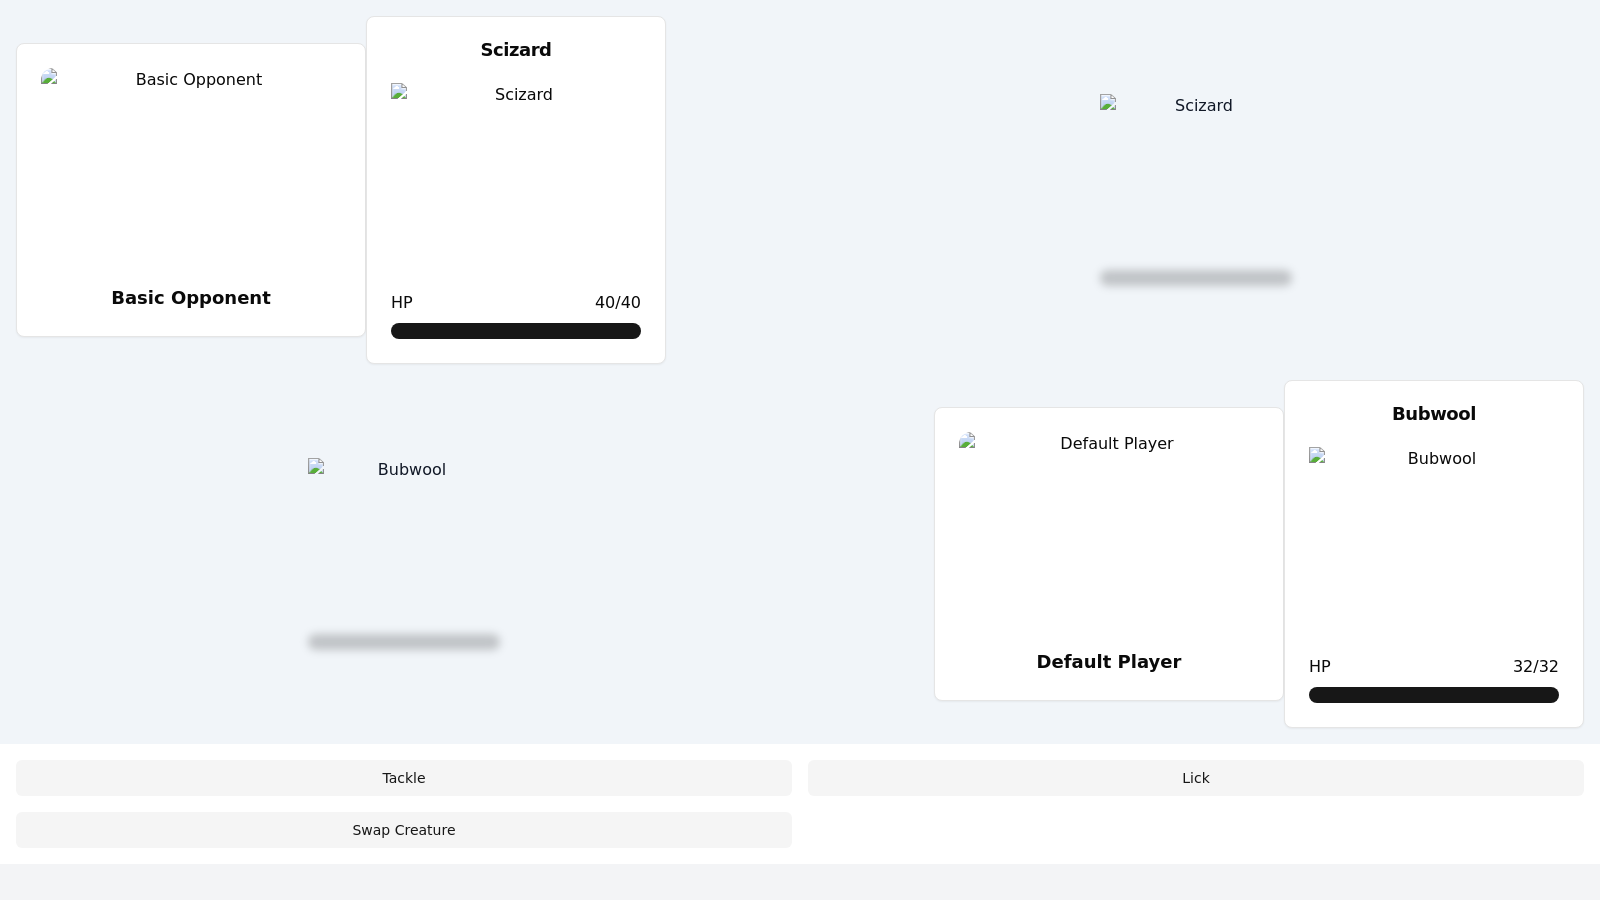 Basic Opponent
Basic Opponent
Scizard
Scizard
HP 40/40
Scizard
Bubwool
Default Player
Default Player
Bubwool
Bubwool
HP 32/32
Tackle
Lick
Swap Creature